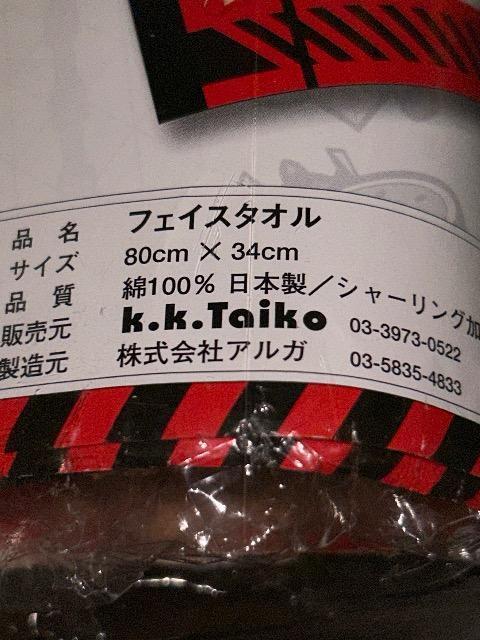 品名 フェイスタオル
サイズ 80cm × 34cm
品質 綿100% 日本製／シャーリング加
販売元 k.k.Taiko 03-3973-0522
製造元 株式会社アルガ 03-5835-4833